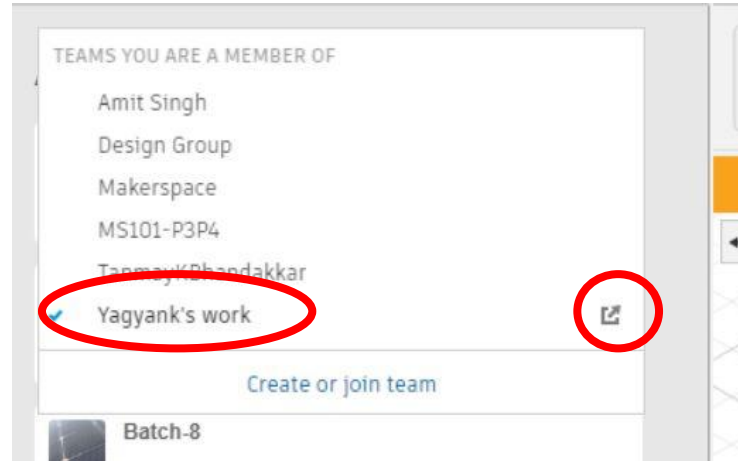 TEAMS YOU ARE A MEMBER OF
Amit Singh
Design Group
Makerspace
MS101-P3P4
TanmayKBhandakkar
Yagyank's work
Create or join team
Batch-8